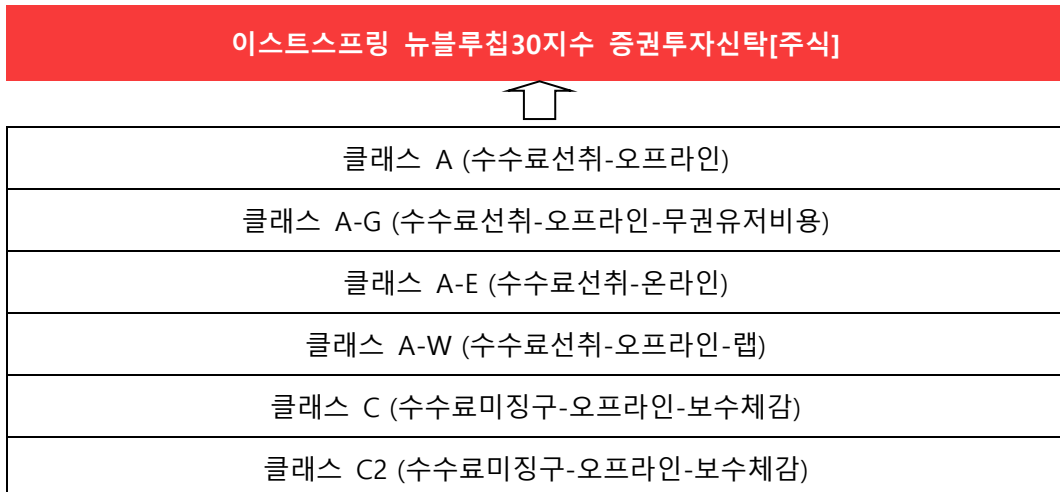 이스트스프링 뉴블루칩30지수 증권투자신탁[주식]
클래스 A (수수료선취-오프라인)
클래스 A-G (수수료선취-오프라인-무권유저비용)
클래스 A-E (수수료선취-온라인)
클래스 A-W (수수료선취-오프라인-랩)
클래스 C (수수료미징구-오프라인-보수체감)
클래스 C2 (수수료미징구-오프라인-보수체감)